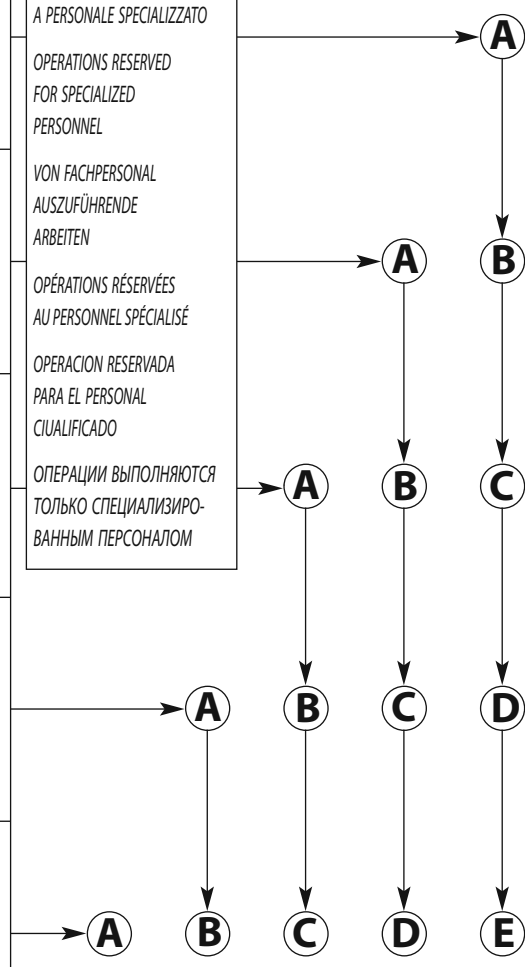 A PERSONALE SPECIALIZZATO
OPERATIONS RESERVED
FOR SPECIALIZED
PERSONNEL
VON FACHPERSONAL
AUSZUFÜHRENDE
ARBEITEN
OPÉRATIONS RÉSERVÉES
AU PERSONNEL SPÉCIALISÉ
OPERACION RESERVADA
PARA EL PERSONAL
CIUALIFICADO
ОПЕРАЦИИ ВЫПОЛНЯЮТСЯ
ТОЛЬКО СПЕЦИАЛИЗИРО-
ВАННЫМ ПЕРСОНАЛОМ
A
A B
A B C
A B C D
A B C D E